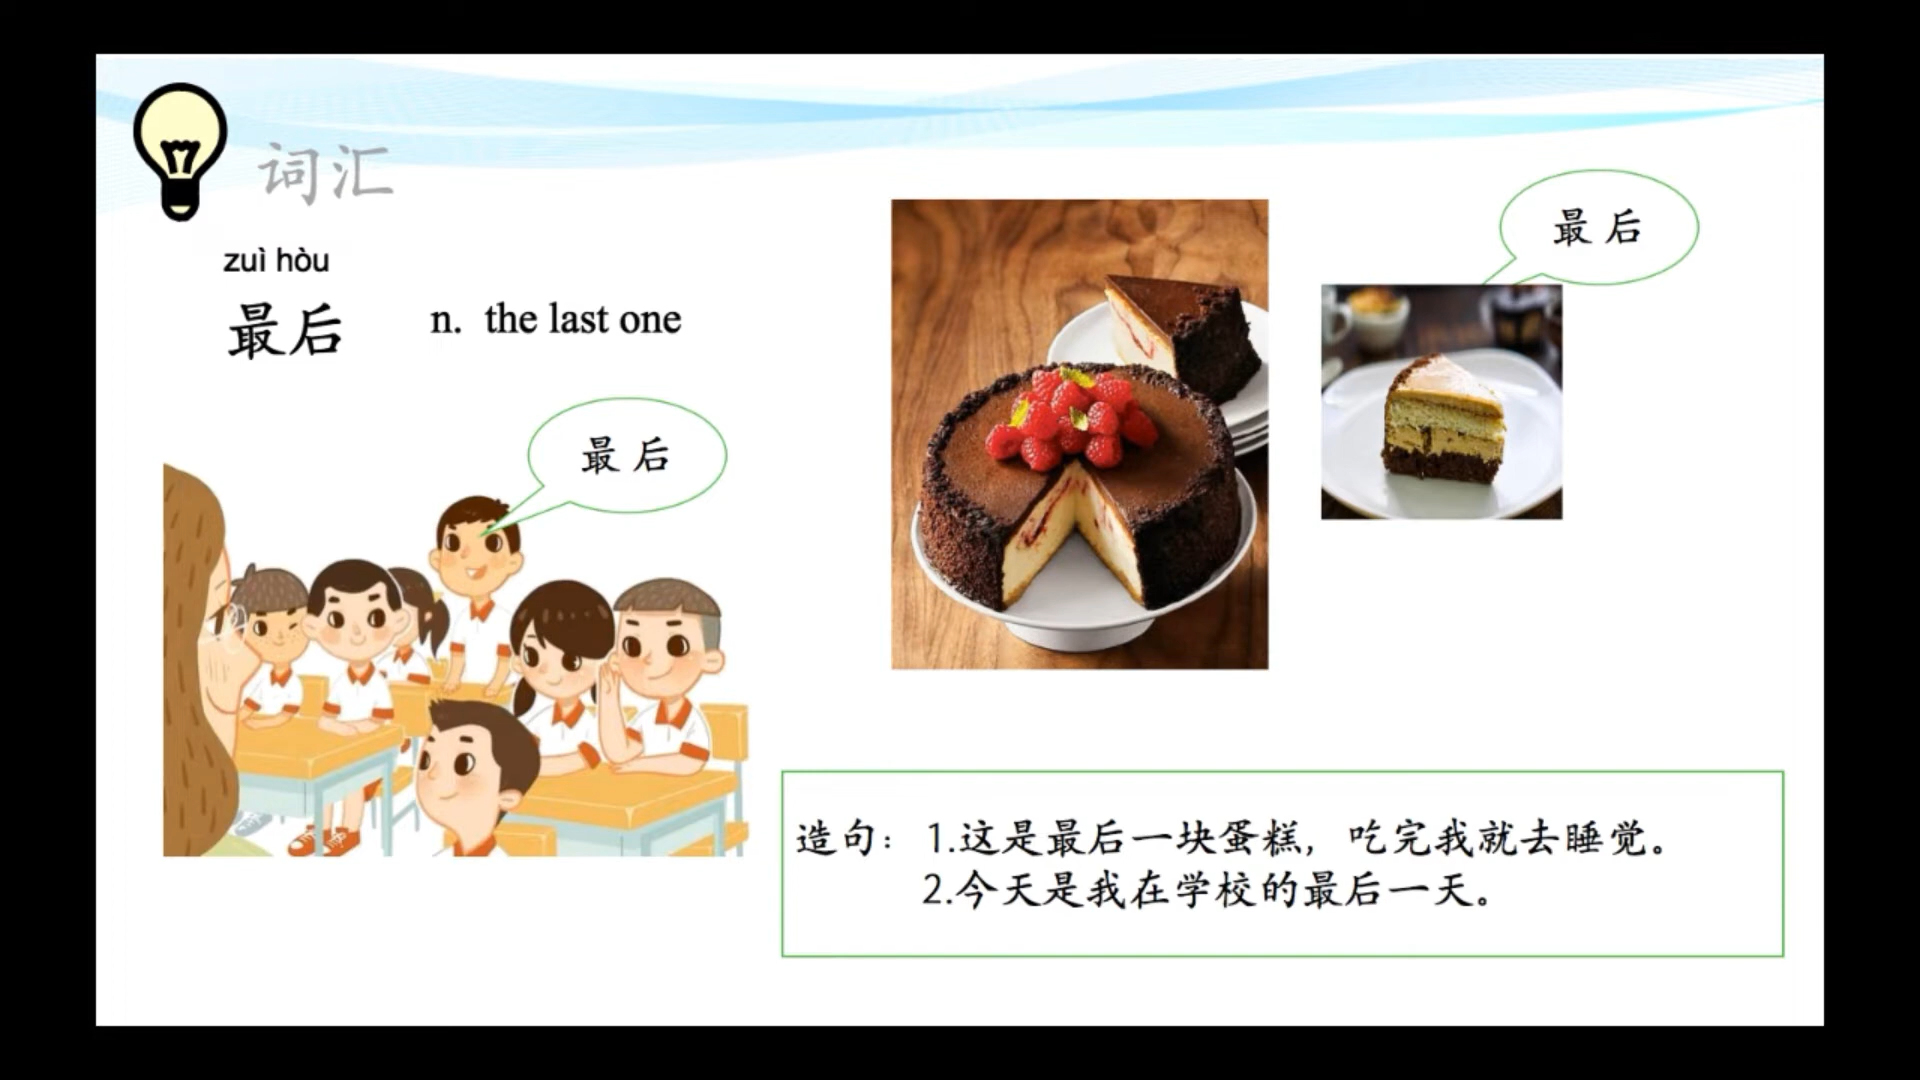 词汇
zuì hòu
最后 n. the last one
最后
最后
造句：1.这是最后一块蛋糕，吃完我就去睡觉。
2.今天是我在学校的最后一天。